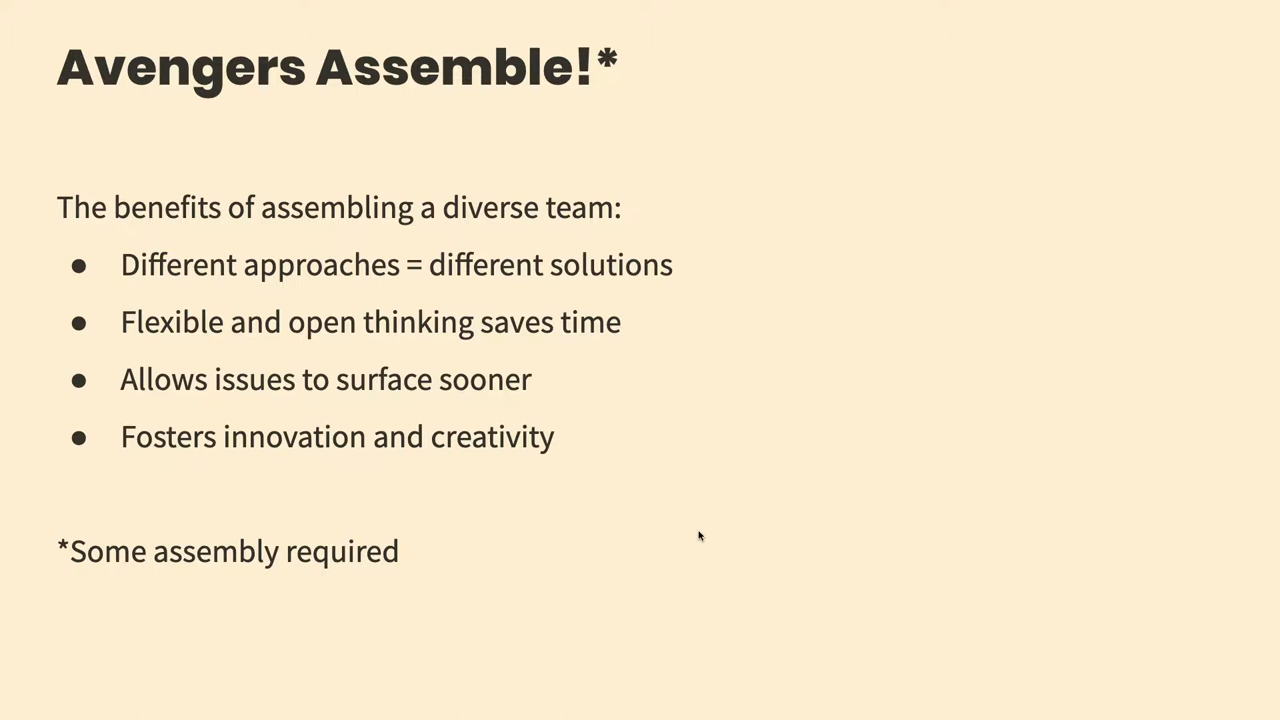 Avengers Assemble!*
The benefits of assembling a diverse team:
● Different approaches = different solutions
● Flexible and open thinking saves time
● Allows issues to surface sooner
● Fosters innovation and creativity
*Some assembly required